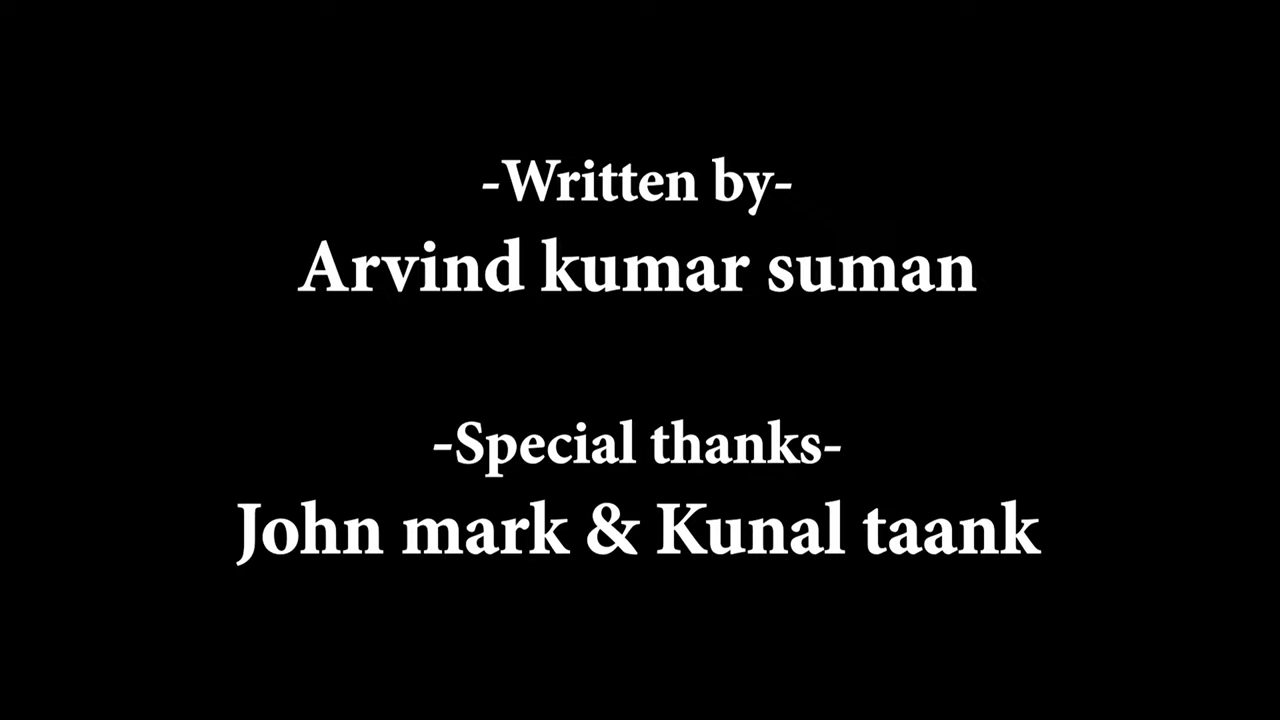 -Written by-
Arvind kumar suman
-Special thanks-
John mark & Kunal taank